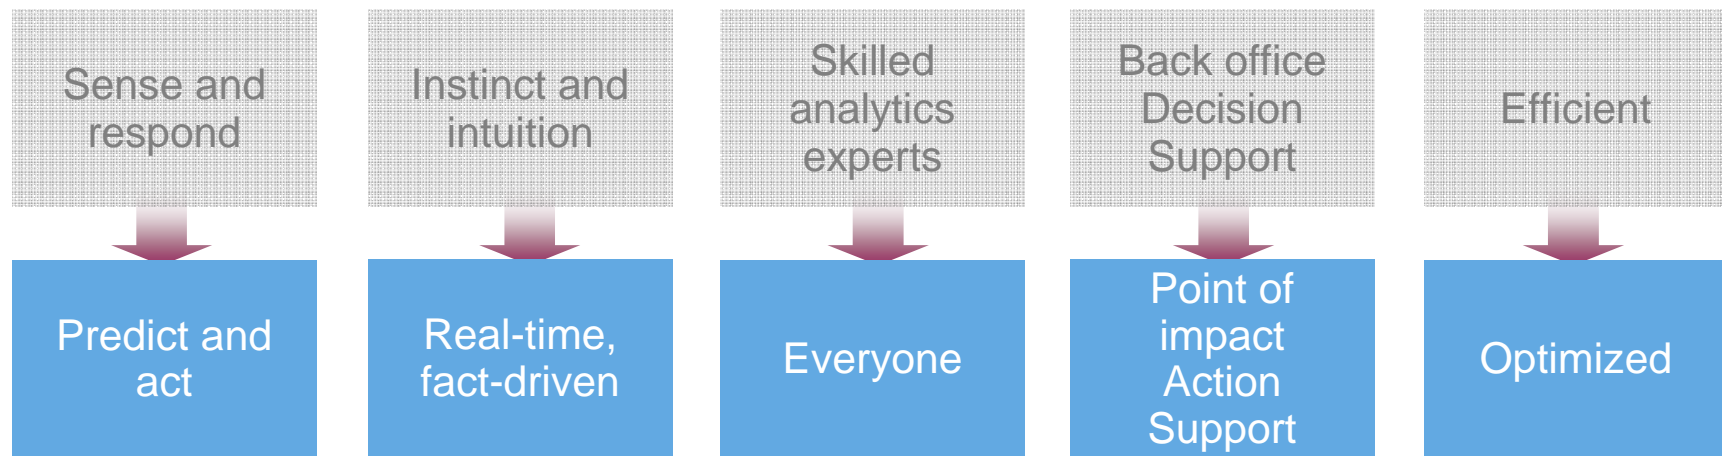 Sense and
respond
Instinct and
intuition
Skilled
analytics
experts
Back office
Decision
Support
Efficient
Predict and
act
Real-time,
fact-driven
Everyone
Point of
impact
Action
Support
Optimized